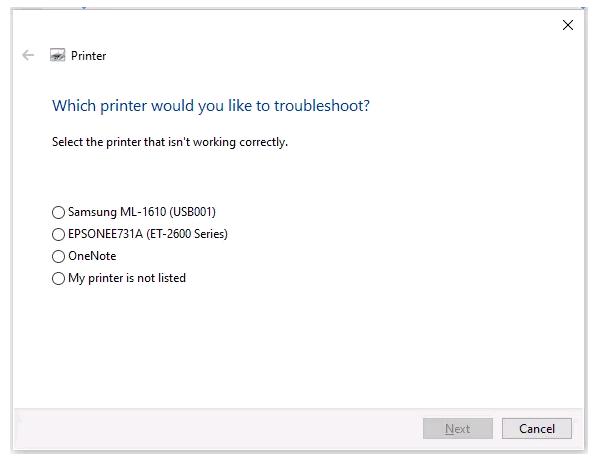 Printer
Which printer would you like to troubleshoot?
Select the printer that isn't working correctly.
Samsung ML-1610 (USB001)
EPSONEE731A (ET-2600 Series)
OneNote
My printer is not listed
Next Cancel